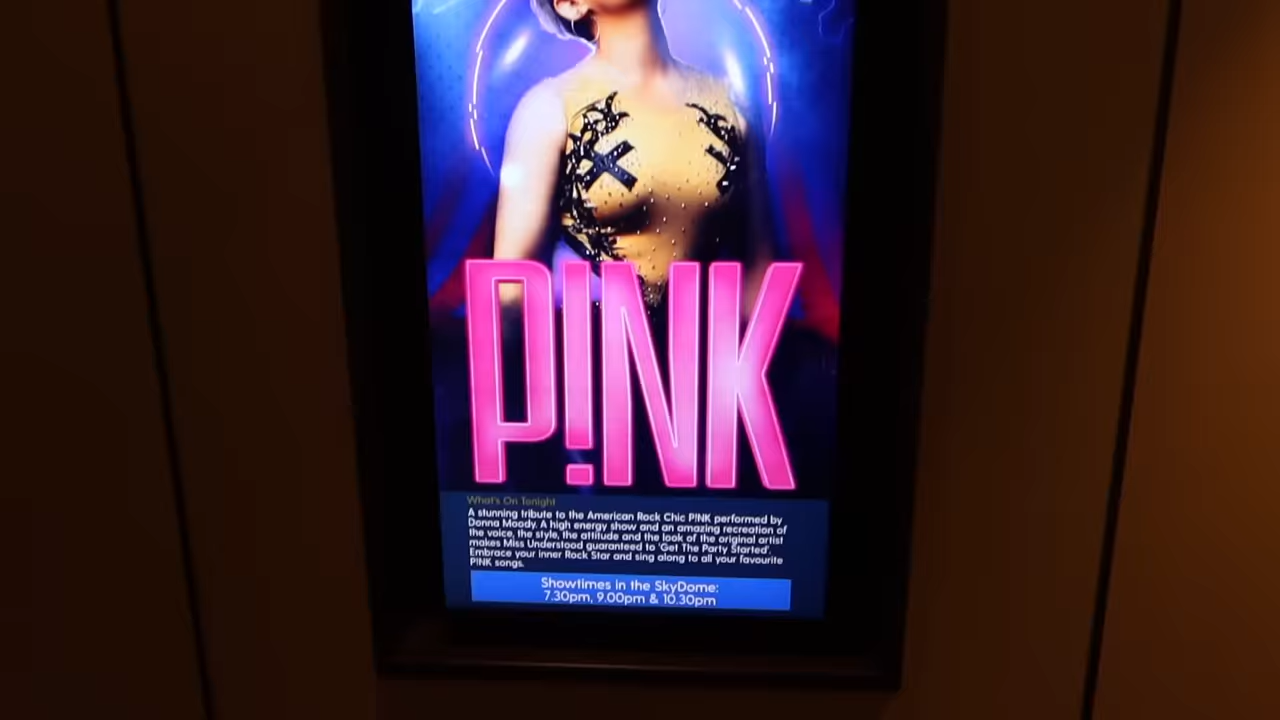 P!NK
What's On Tonight
A stunning tribute to the American Rock Chic P!NK performed by
Donna Moody. A high energy show and an amazing recreation of
the voice, the style, the attitude and the look of the original artist
makes Miss Understood guaranteed to 'Get The Party Started'.
Embrace your inner Rock Star and sing along to all your favourite
P!NK songs.
Showtimes in the SkyDome:
7.30pm, 9.00pm & 10.30pm